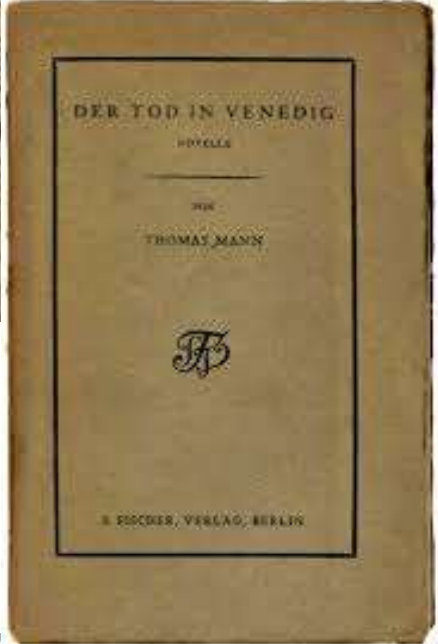 DER TOD IN VENEDIG
NOVELLE
VON
THOMAS MANN
S. FISCHER, VERLAG, BERLIN